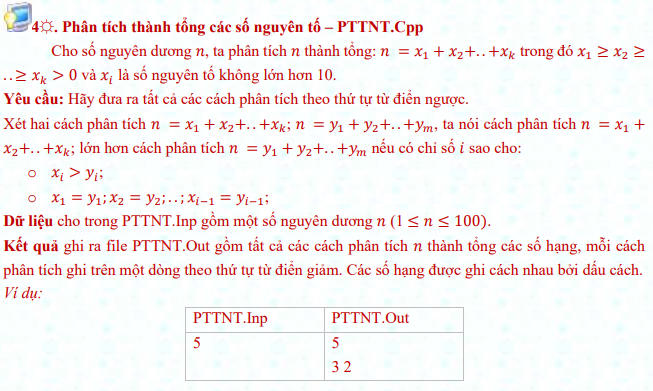 4☼. Phân tích thành tổng các số nguyên tố – PTTNT.Cpp
Cho số nguyên dương n, ta phân tích n thành tổng: n = x₁ + x₂+..+xₖ trong đó x₁ ≥ x₂ ≥
..≥ xₖ > 0 và xᵢ là số nguyên tố không lớn hơn 10.
Yêu cầu: Hãy đưa ra tất cả các cách phân tích theo thứ tự từ điển ngược.
Xét hai cách phân tích n = x₁ + x₂+..+xₖ; n = y₁ + y₂+..+yₘ, ta nói cách phân tích n = x₁ +
x₂+..+xₖ; lớn hơn cách phân tích n = y₁ + y₂+..+yₘ nếu có chỉ số i sao cho:
○ xᵢ > yᵢ;
○ x₁ = y₁; x₂ = y₂; . . ; xᵢ₋₁ = yᵢ₋₁;
Dữ liệu cho trong PTTNT.Inp gồm một số nguyên dương n (1 ≤ n ≤ 100).
Kết quả ghi ra file PTTNT.Out gồm tất cả các cách phân tích n thành tổng các số hạng, mỗi cách
phân tích ghi trên một dòng theo thứ tự từ điển giảm. Các số hạng được ghi cách nhau bởi dấu cách.
Ví dụ:
PTTNT.Inp PTTNT.Out
5 5
3 2